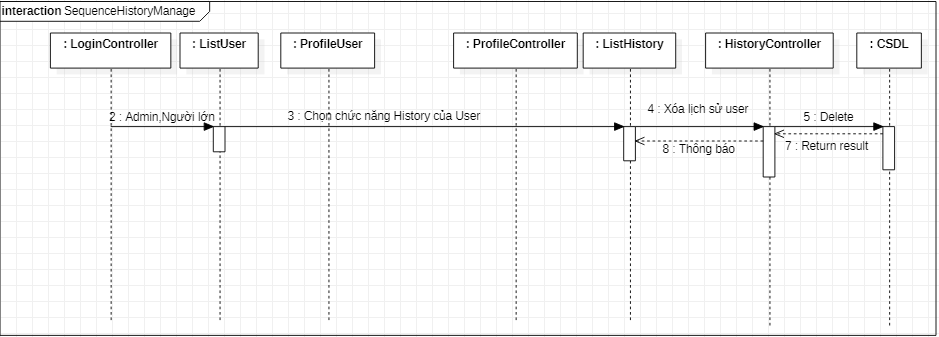 interaction SequenceHistoryManage
: LoginController
: ListUser
: ProfileUser
: ProfileController
: ListHistory
: HistoryController
: CSDL
2 : Admin,Người lớn
3 : Chọn chức năng History của User
4 : Xóa lịch sử user
5 : Delete
7 : Return result
8 : Thông báo